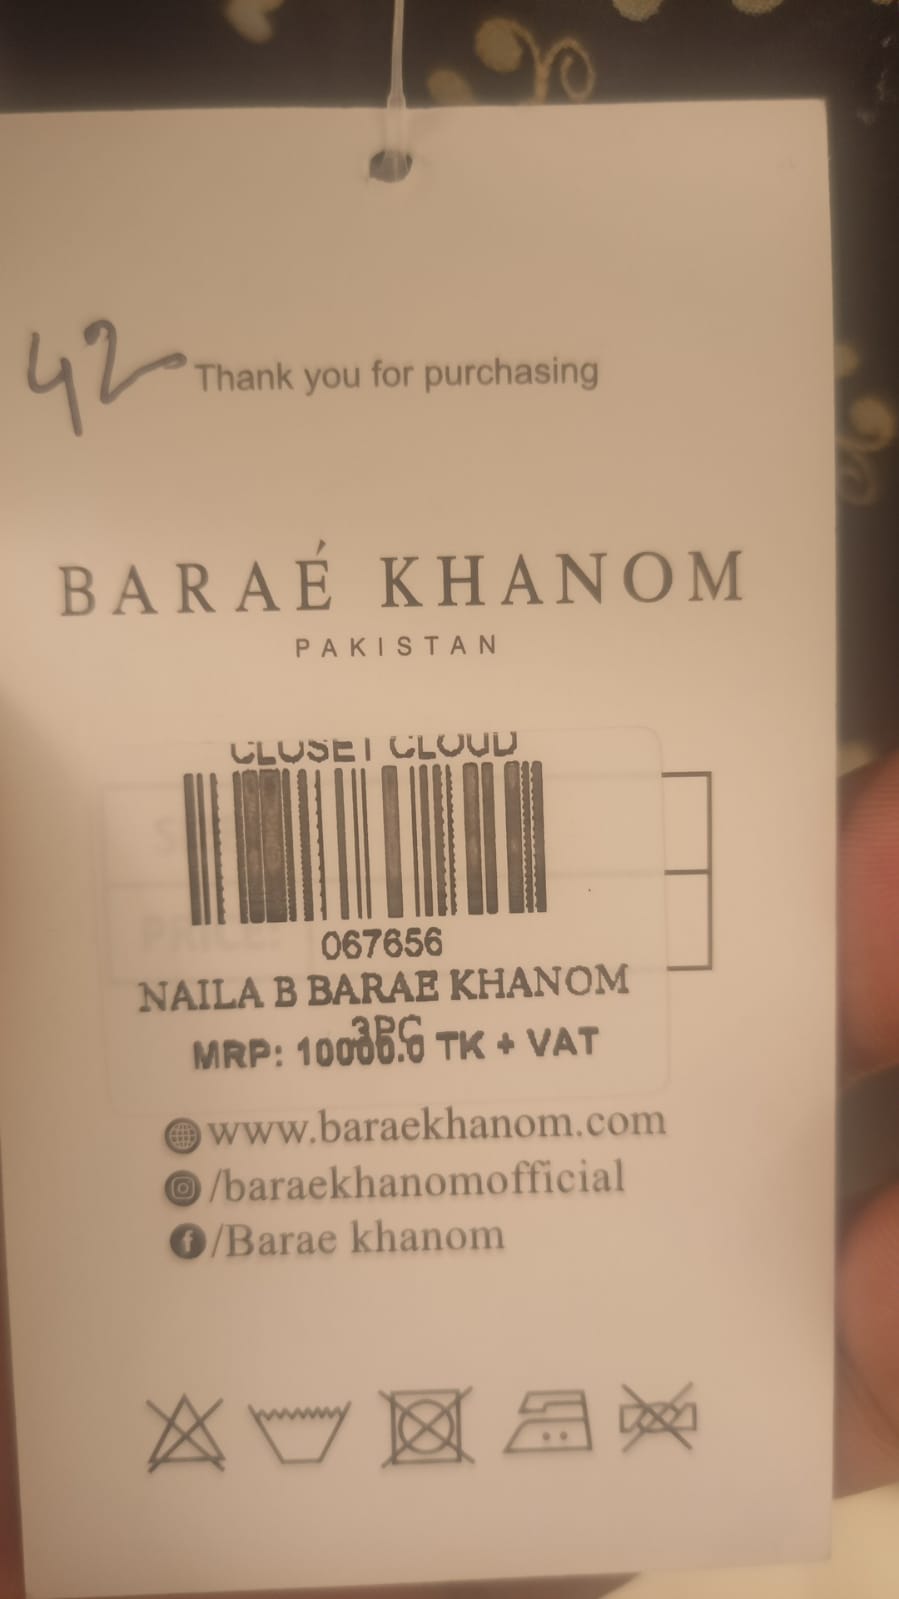 42
Thank you for purchasing
BARAÉ KHANOM
PAKISTAN
CLOSET CLOUD
067656
NAILA B BARAE KHANOM
3PC
MRP: 10000.0 TK + VAT
www.baraekhanom.com
/baraekhanomofficial
/Barae khanom